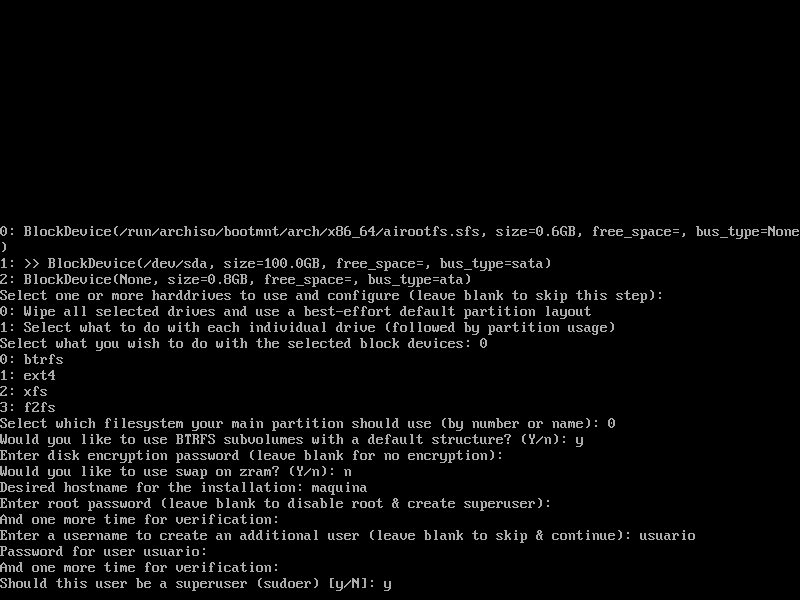 0: BlockDevice(/run/archiso/bootmnt/arch/x86_64/airootfs.sfs, size=0.6GB, free_space=, bus_type=None
)
1: >> BlockDevice(/dev/sda, size=100.0GB, free_space=, bus_type=sata)
2: BlockDevice(None, size=0.8GB, free_space=, bus_type=ata)
Select one or more harddrives to use and configure (leave blank to skip this step):
0: Wipe all selected drives and use a best-effort default partition layout
1: Select what to do with each individual drive (followed by partition usage)
Select what you wish to do with the selected block devices: 0
0: btrfs
1: ext4
2: xfs
3: f2fs
Select which filesystem your main partition should use (by number or name): 0
Would you like to use BTRFS subvolumes with a default structure? (Y/n): y
Enter disk encryption password (leave blank for no encryption):
Would you like to use swap on zram? (Y/n): n
Desired hostname for the installation: maquina
Enter root password (leave blank to disable root & create superuser):
And one more time for verification:
Enter a username to create an additional user (leave blank to skip & continue): usuario
Password for user usuario:
And one more time for verification:
Should this user be a superuser (sudoer) [y/N]: y